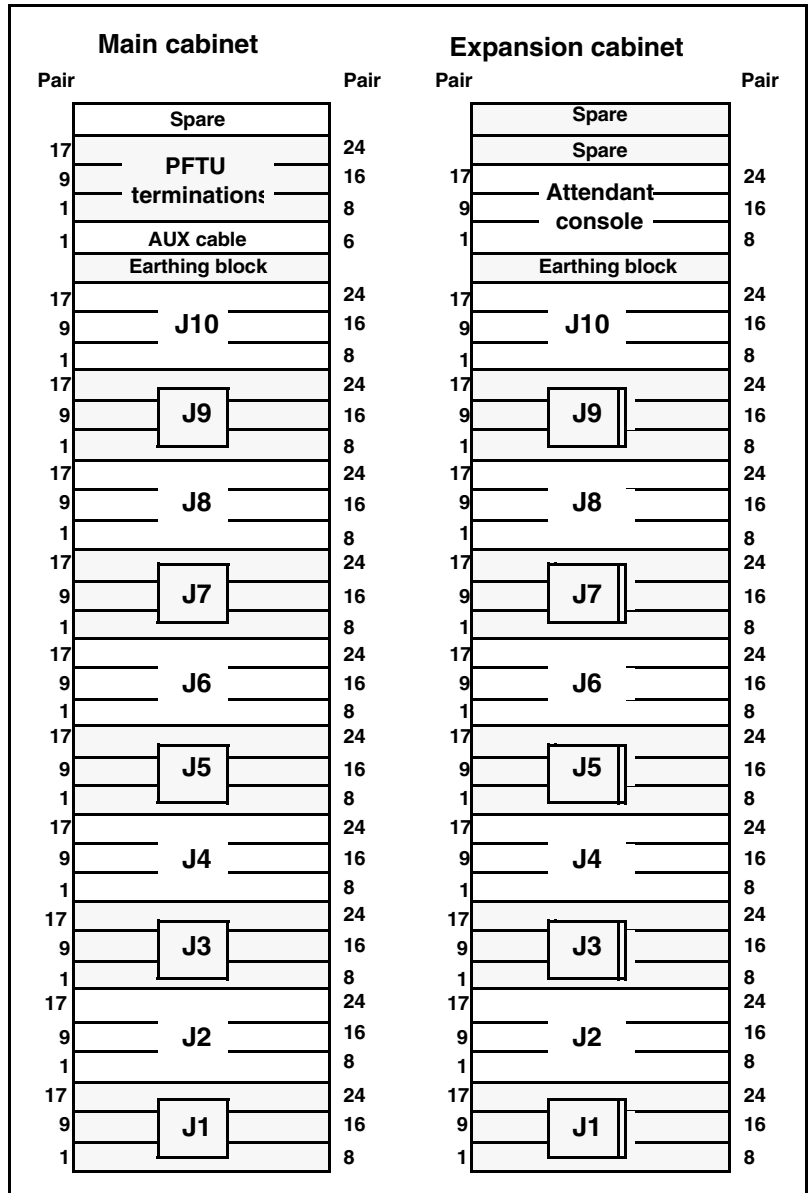 Main cabinet Expansion cabinet
Pair Pair Pair Pair
Spare Spare
17 PFTU 24 Spare
9 terminations 16 17 Attendant 24
1 8 9 console 16
1 AUX cable 6 1 8
Earthing block Earthing block
17 24 17 24
9 J10 16 9 J10 16
1 8 1 8
17 24 17 24
9 J9 16 9 J9 16
1 8 1 8
17 24 17 24
9 J8 16 9 J8 16
1 8 1 8
17 24 17 24
9 J7 16 9 J7 16
1 8 1 8
17 24 17 24
9 J6 16 9 J6 16
1 8 1 8
17 24 17 24
9 J5 16 9 J5 16
1 8 1 8
17 24 17 24
9 J4 16 9 J4 16
1 8 1 8
17 24 17 24
9 J3 16 9 J3 16
1 8 1 8
17 24 17 24
9 J2 16 9 J2 16
1 8 1 8
17 24 17 24
9 J1 16 9 J1 16
1 8 1 8